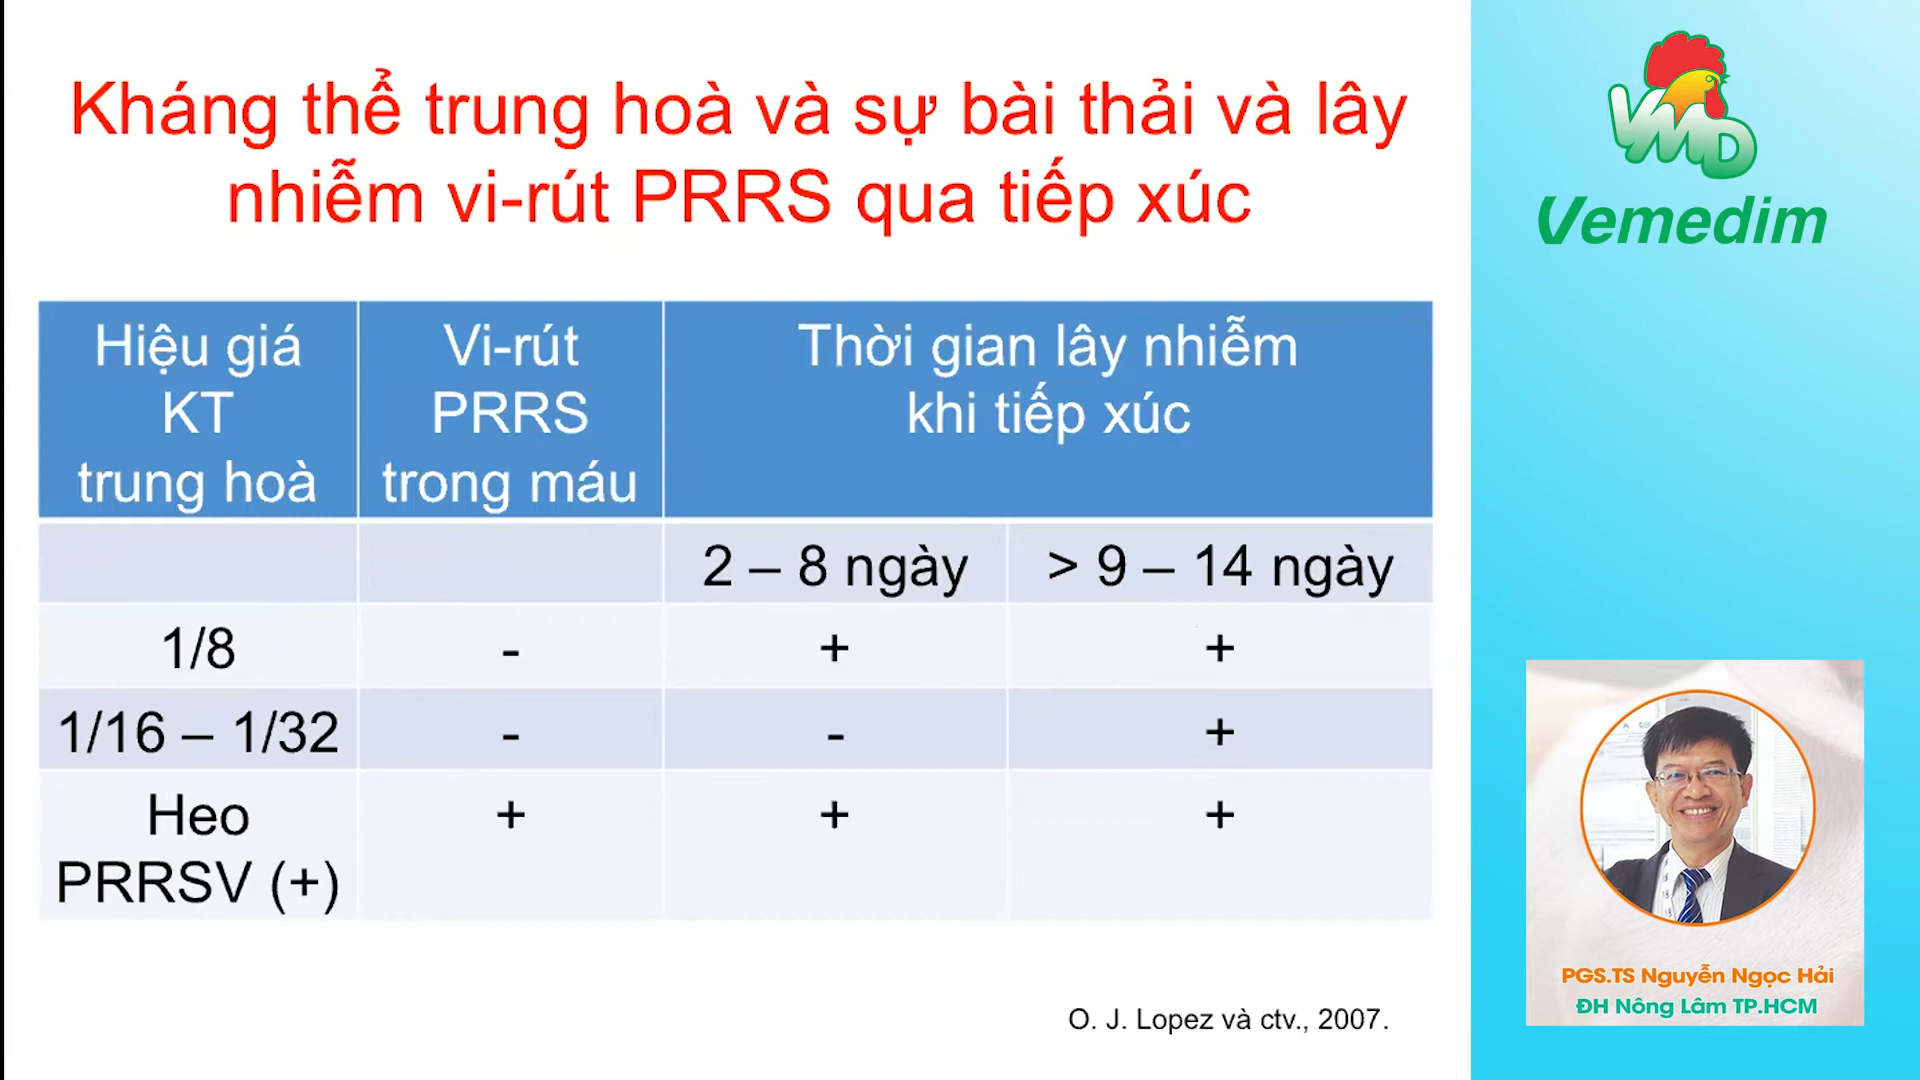 Kháng thể trung hoà và sự bài thải và lây
nhiễm vi-rút PRRS qua tiếp xúc
VMD
Vemedim
Hiệu giá
KT
trung hoà
Vi-rút
PRRS
trong máu
Thời gian lây nhiễm
khi tiếp xúc
2 – 8 ngày
> 9 – 14 ngày
1/8
-
+
+
1/16 – 1/32
-
-
+
Heo
PRRSV (+)
+
+
+
O. J. Lopez và ctv., 2007.
PGS.TS Nguyễn Ngọc Hải
ĐH Nông Lâm TP.HCM